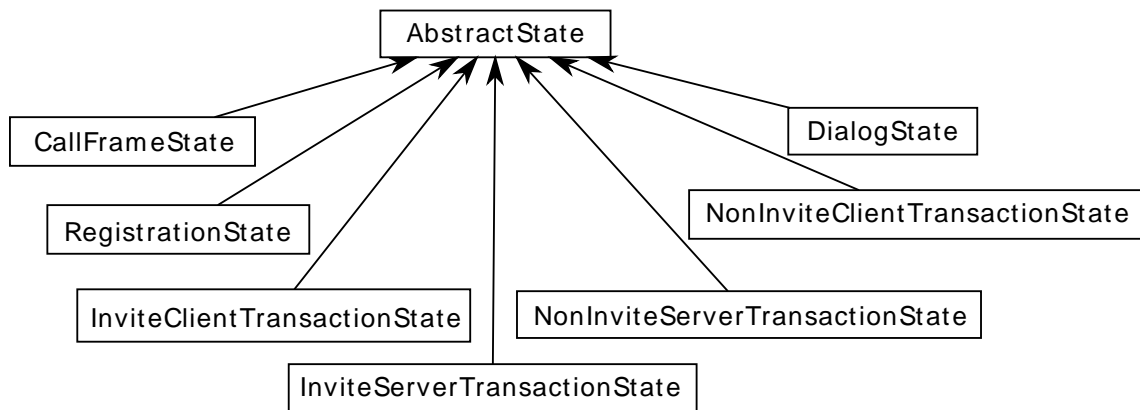 AbstractState
CallFrameState
DialogState
NonInviteClientTransactionState
RegistrationState
InviteClientTransactionState
NonInviteServerTransactionState
InviteServerTransactionState